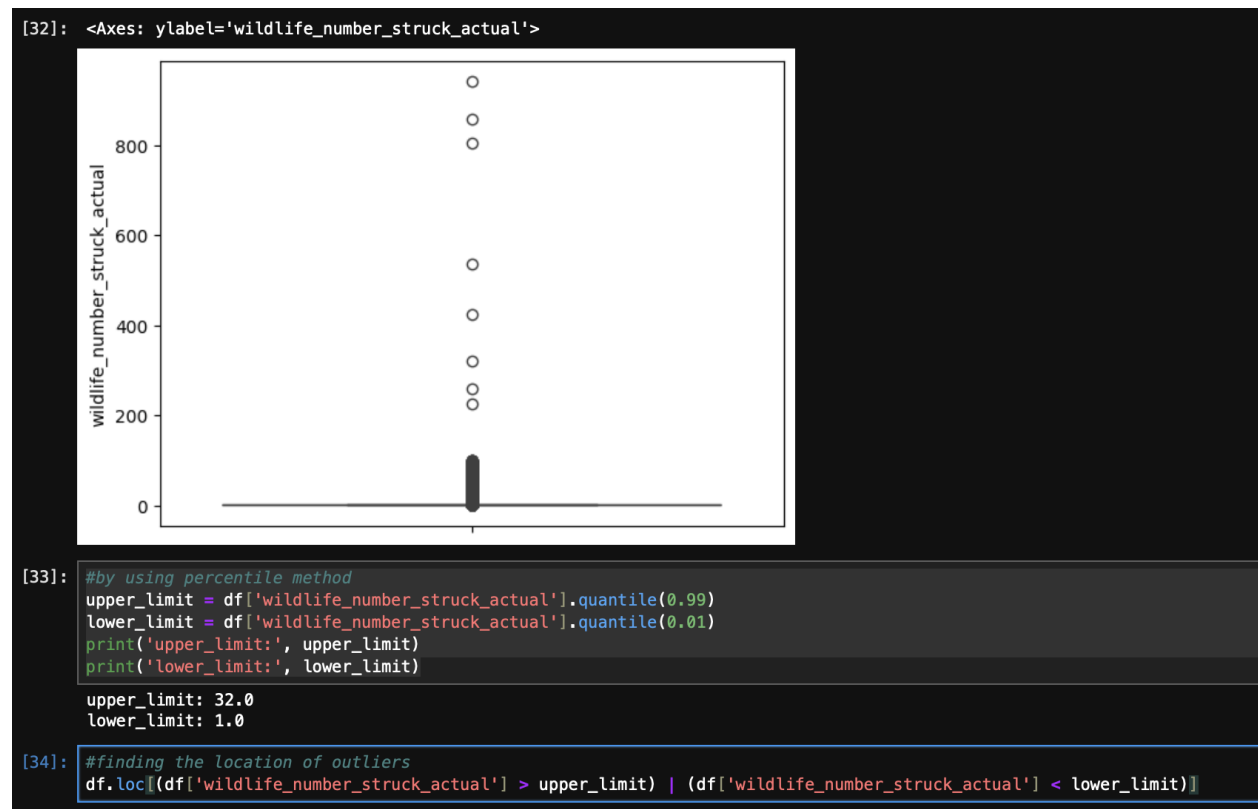 [32]: <Axes: ylabel='wildlife_number_struck_actual'>
800
600
400
200
0
wildlife_number_struck_actual
[33]: #by using percentile method
upper_limit = df['wildlife_number_struck_actual'].quantile(0.99)
lower_limit = df['wildlife_number_struck_actual'].quantile(0.01)
print('upper_limit:', upper_limit)
print('lower_limit:', lower_limit)
upper_limit: 32.0
lower_limit: 1.0
[34]: #finding the location of outliers
df.loc[(df['wildlife_number_struck_actual'] > upper_limit) | (df['wildlife_number_struck_actual'] < lower_limit)]